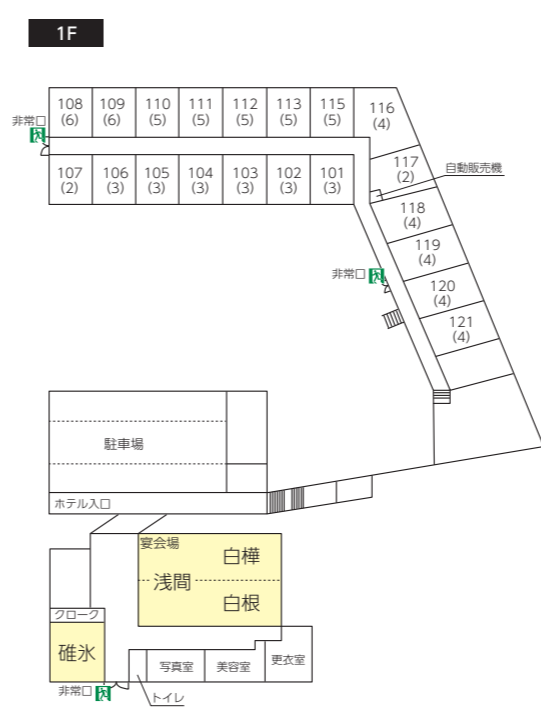 1F
108 109 110 111 112 113 115 116
(6) (6) (5) (5) (5) (5) (5) (4)
非常口
107 106 105 104 103 102 101
(2) (3) (3) (3) (3) (3) (3)
117
(2)
自動販売機
118
(4)
119
(4)
非常口
120
(4)
121
(4)
駐車場
ホテル入口
宴会場
白樺
浅間
白根
クローク
碓氷
写真室 美容室 更衣室
非常口
トイレ